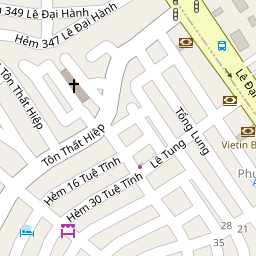 Hẻm 349 Lê Đại Hành
Hẻm 347 Lê Đại Hành
Tôn Thất Hiệp
Lê Đại
Tống Lung
Tôn Thất Hiệp
Vietin B
Lê Tung
Hẻm 16 Tuệ Tĩnh
Hẻm 30 Tuệ Tĩnh
Phu
28
21
35